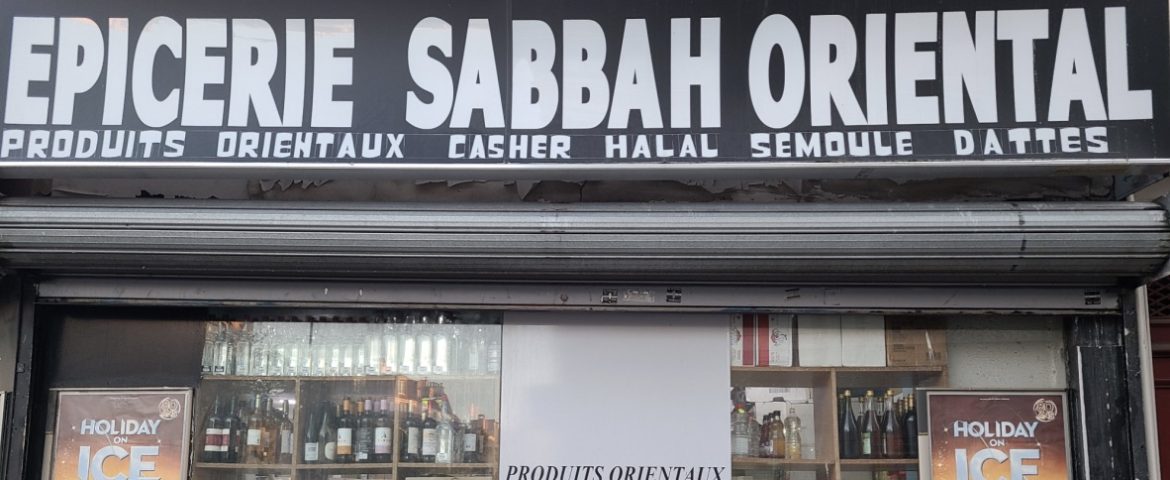 EPICERIE SABBAH ORIENTAL
PRODUITS ORIENTAUX CASHER HALAL SEMOULE DATTES
HOLIDAY
ON
ICE
PRODUITS ORIENTAUX
HOLIDAY
ON
ICE